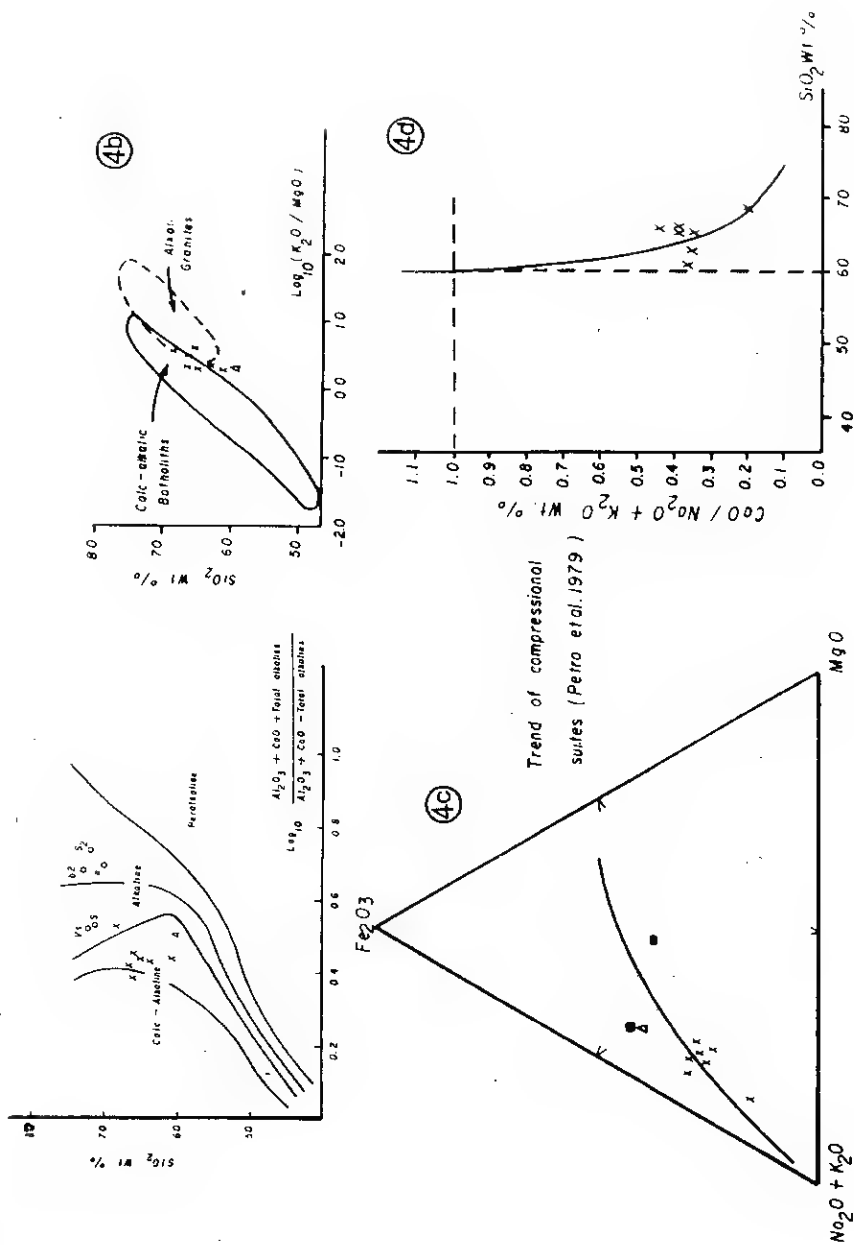 SiO2 Wt %
80
70
60
50
0.2
0.4
0.6
0.8
1.0
Calc-Alkaline
Alkaline
Peralkaline
Vs
os
b2
S2
Log10 Al2O3 + CaO + Total alkalies
Al2O3 + CaO - Total alkalies
4b
SiO2 Wt %
80
70
60
-2.0
-1.0
0.0
1.0
2.0
Calc-alkalic
Batholiths
Alkali
Granites
Log10 (K2O / MgO)
4c
Fe2O3
Na2O + K2O
MgO
Trend of compressional
suites (Petro et al. 1979)
4d
CaO / Na2O + K2O Wt. %
1.1
1.0
0.9
0.8
0.7
0.6
0.5
0.4
0.3
0.2
0.1
0.0
40
50
60
70
80
SiO2 Wt %